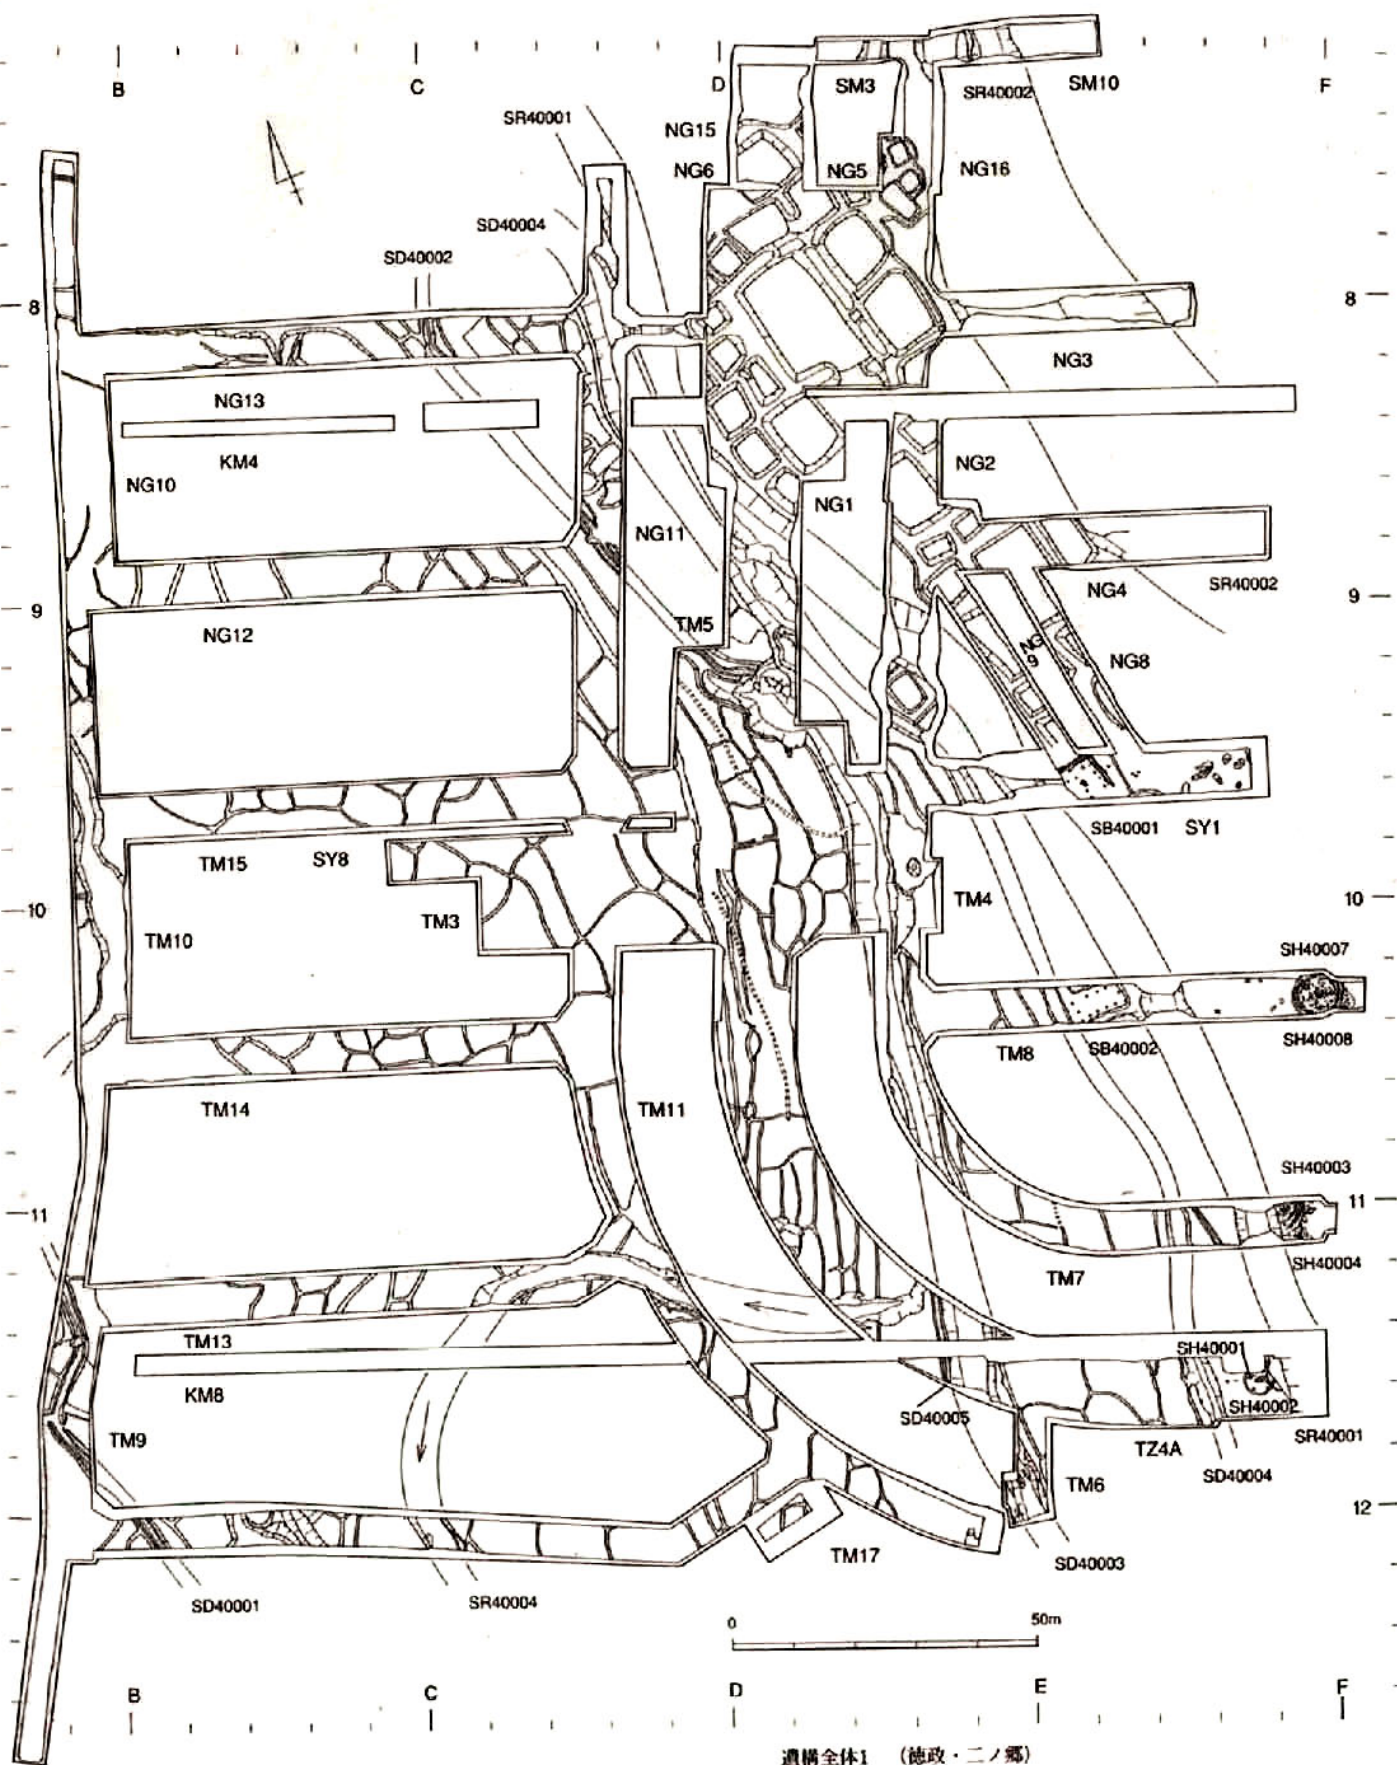 B C D F
SM3
SR40002 SM10
SR40001
NG15
NG6 NG5 NG16
SD40004
SD40002
8 8
NG3
NG13
KM4
NG10
NG2
NG1
NG11
NG4 SR40002
9 9
NG12
TM5
NG
9
NG8
SB40001 SY1
TM15 SY8
TM4
10 10
TM3
TM10
SH40007
TM8 SB40002 SH40008
TM14 TM11
SH40003
11 11
SH40004
TM7
TM13
SH40001
KM8
SH40002
SD40005
SR40001
TM9
TZ4A
SD40004
TM6
12
TM17
SD40003
SD40001 SR40004
0 50m
B C D E F
遺構全体1 (徳政・二ノ郷)